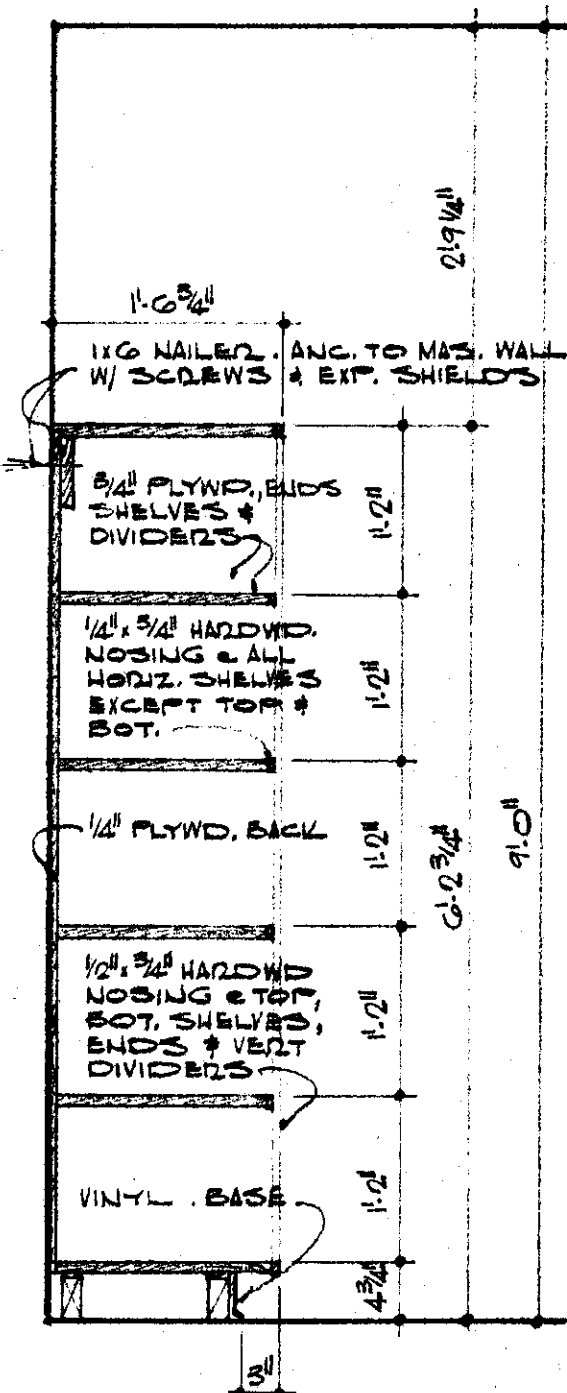 2'-9 1/4"
1'-6 3/4"
1X6 NAILER. ANC. TO MAS. WALL
W/ SCREWS & EXP. SHIELDS
3/4" PLYWD., ENDS
SHELVES &
DIVIDERS
1'-2"
1/4" x 3/4" HARDWD.
NOSING @ ALL
HORIZ. SHELVES
EXCEPT TOP &
BOT.
1'-2"
1/4" PLYWD. BACK
1'-2"
6'-2 3/4"
9'-0"
1/2" x 3/4" HARDWD
NOSING @ TOP,
BOT. SHELVES,
ENDS & VERT
DIVIDERS
1'-2"
VINYL . BASE
1'-2"
4 3/4"
3"